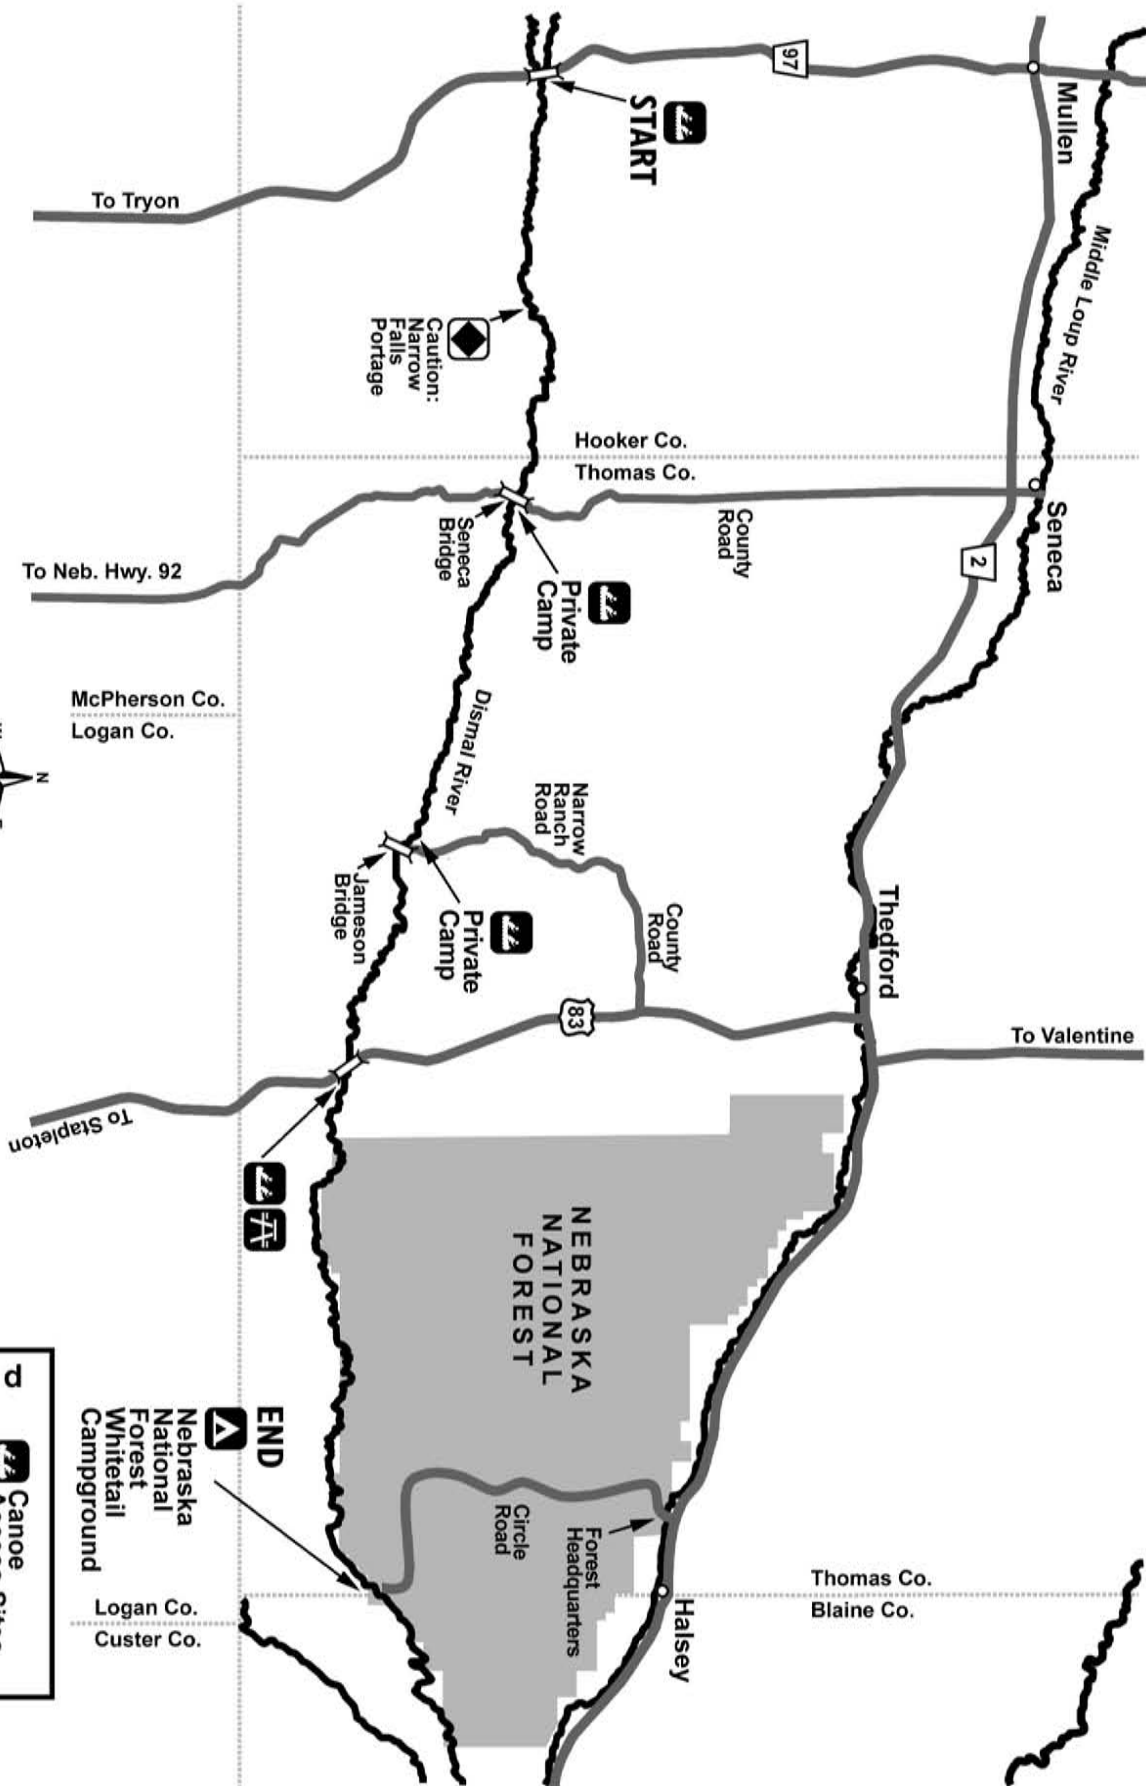 97
Mullen
Middle Loup River
START
To Tryon
Caution:
Narrow
Falls
Portage
Hooker Co.
Thomas Co.
Seneca
County
Road
2
Seneca
Bridge
Private
Camp
To Neb. Hwy. 92
McPherson Co.
Logan Co.
N
Dismal River
Narrow
Ranch
Road
County
Road
Jameson
Bridge
Private
Camp
Thedford
83
To Valentine
To Stapleton
NEBRASKA
NATIONAL
FOREST
END
Nebraska
National
Forest
Whitetail
Campground
Circle
Road
Forest
Headquarters
Halsey
Thomas Co.
Blaine Co.
Logan Co.
Custer Co.
Canoe